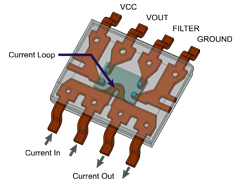 VCC
VOUT
FILTER
GROUND
Current Loop
Current In
Current Out